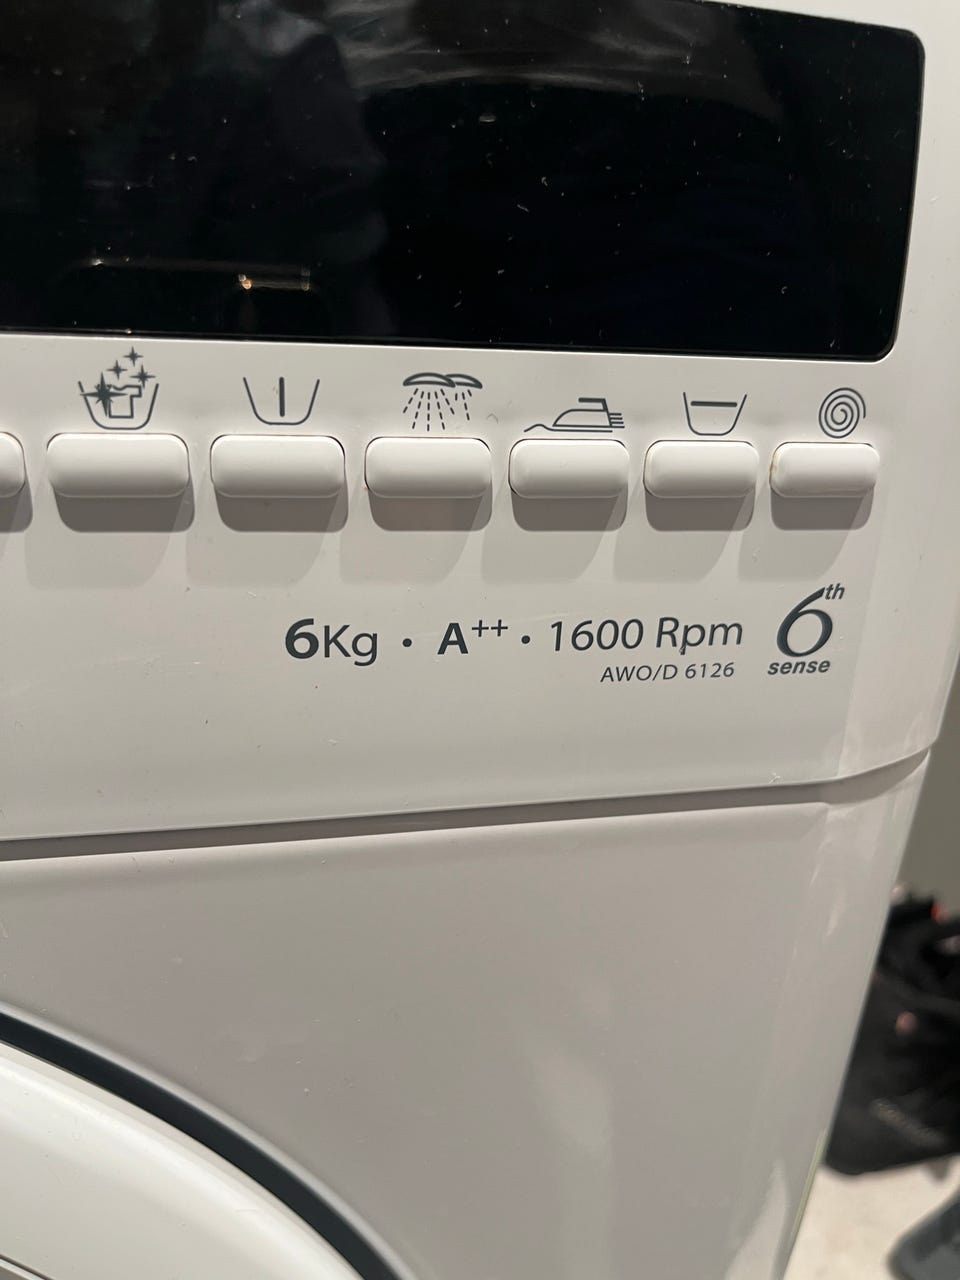 6Kg · A++ · 1600 Rpm
AWO/D 6126
6th
sense